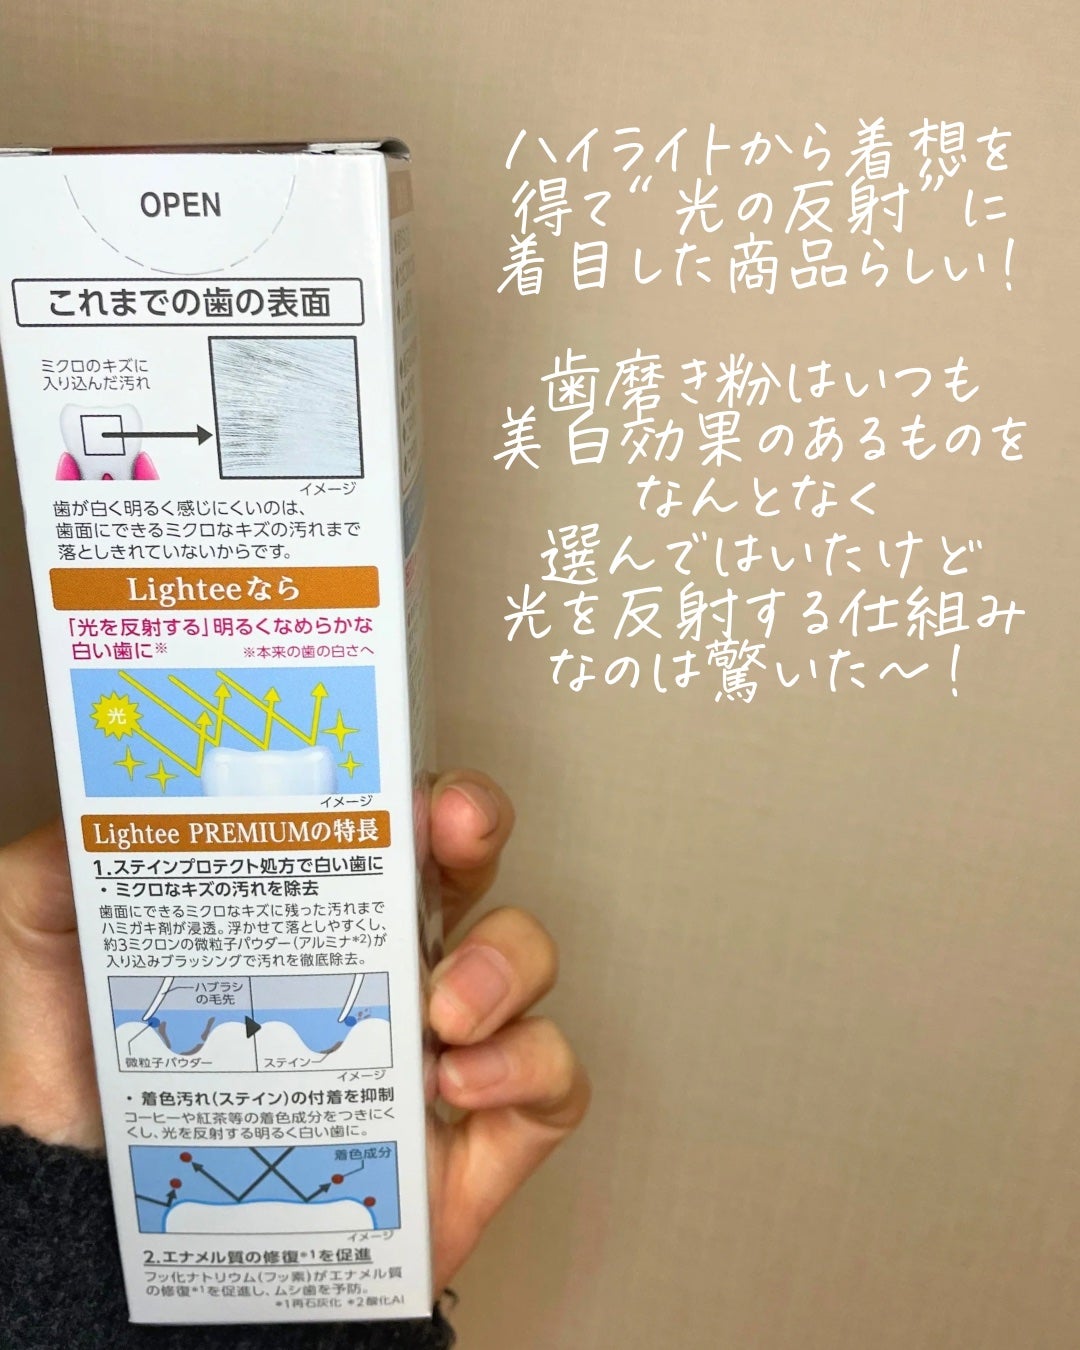 OPEN
これまでの歯の表面
ミクロのキズに
入り込んだ汚れ
イメージ
歯が白く明るく感じにくいのは、
歯面にできるミクロなキズの汚れまで
落としきれていないからです。
Lighteeなら
「光を反射する」明るくなめらかな
白い歯に※
※本来の歯の白さへ
光
イメージ
Lightee PREMIUMの特長
1.ステインプロテクト処方で白い歯に
・ミクロなキズの汚れを除去
歯面にできるミクロなキズに残った汚れまで
ハミガキ剤が浸透。浮かせて落としやすくし、
約3ミクロンの微粒子パウダー(アルミナ*2)が
入り込みブラッシングで汚れを徹底除去。
ハブラシ
の毛先
微粒子パウダー
ステイン
イメージ
・着色汚れ(ステイン)の付着を抑制
コーヒーや紅茶等の着色成分をつきにく
くし、光を反射する明るく白い歯に。
着色成分
イメージ
2.エナメル質の修復*1を促進
フッ化ナトリウム(フッ素)がエナメル質
の修復*1を促進し、ムシ歯を予防。
*1再石灰化 *2酸化Al
ハイライトから着想を
得て“光の反射”に
着目した商品らしい!
歯磨き粉はいつも
美白効果のあるものを
なんとなく
選んではいたけど
光を反射する仕組み
なのは驚いた〜!